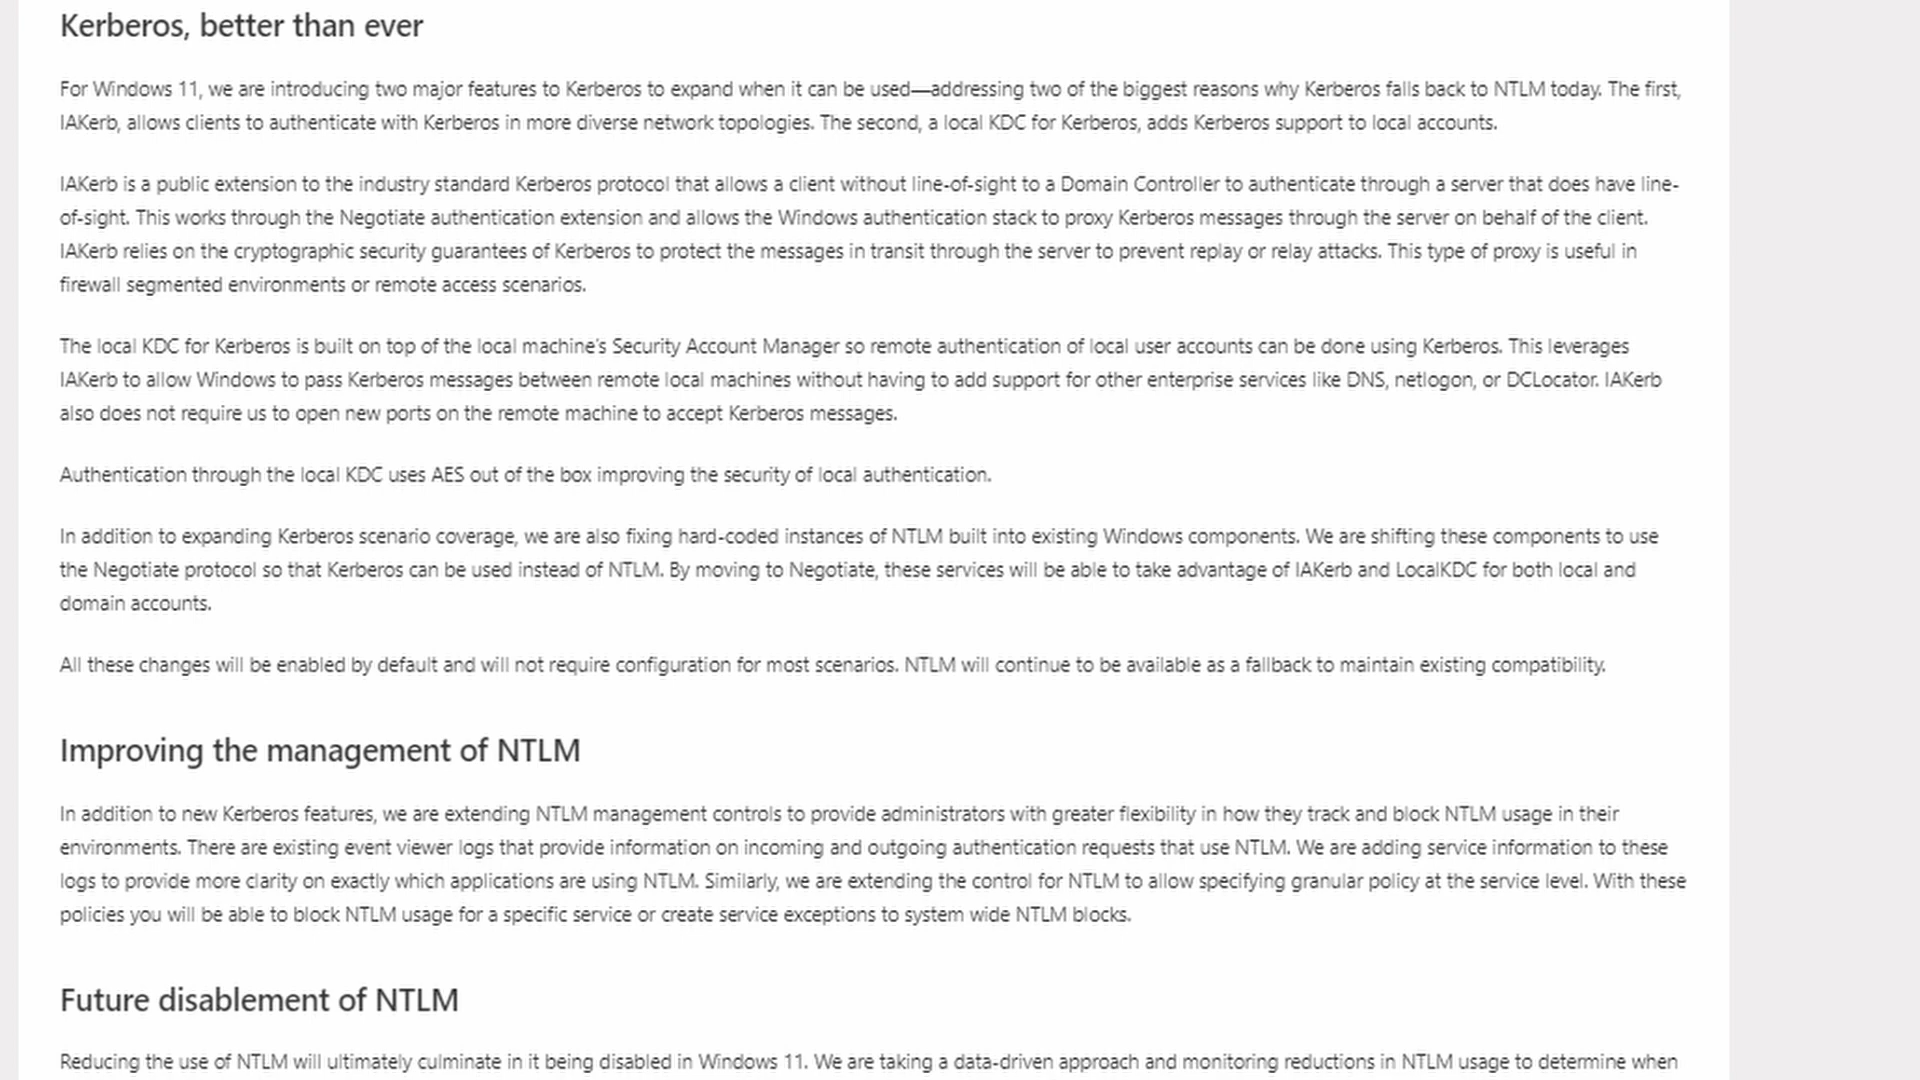 Kerberos, better than ever
For Windows 11, we are introducing two major features to Kerberos to expand when it can be used—addressing two of the biggest reasons why Kerberos falls back to NTLM today. The first,
IAKerb, allows clients to authenticate with Kerberos in more diverse network topologies. The second, a local KDC for Kerberos, adds Kerberos support to local accounts.
IAKerb is a public extension to the industry standard Kerberos protocol that allows a client without line-of-sight to a Domain Controller to authenticate through a server that does have line-
of-sight. This works through the Negotiate authentication extension and allows the Windows authentication stack to proxy Kerberos messages through the server on behalf of the client.
IAKerb relies on the cryptographic security guarantees of Kerberos to protect the messages in transit through the server to prevent replay or relay attacks. This type of proxy is useful in
firewall segmented environments or remote access scenarios.
The local KDC for Kerberos is built on top of the local machine's Security Account Manager so remote authentication of local user accounts can be done using Kerberos. This leverages
IAKerb to allow Windows to pass Kerberos messages between remote local machines without having to add support for other enterprise services like DNS, netlogon, or DCLocator. IAKerb
also does not require us to open new ports on the remote machine to accept Kerberos messages.
Authentication through the local KDC uses AES out of the box improving the security of local authentication.
In addition to expanding Kerberos scenario coverage, we are also fixing hard-coded instances of NTLM built into existing Windows components. We are shifting these components to use
the Negotiate protocol so that Kerberos can be used instead of NTLM. By moving to Negotiate, these services will be able to take advantage of IAKerb and LocalKDC for both local and
domain accounts.
All these changes will be enabled by default and will not require configuration for most scenarios. NTLM will continue to be available as a fallback to maintain existing compatibility.
Improving the management of NTLM
In addition to new Kerberos features, we are extending NTLM management controls to provide administrators with greater flexibility in how they track and block NTLM usage in their
environments. There are existing event viewer logs that provide information on incoming and outgoing authentication requests that use NTLM. We are adding service information to these
logs to provide more clarity on exactly which applications are using NTLM. Similarly, we are extending the control for NTLM to allow specifying granular policy at the service level. With these
policies you will be able to block NTLM usage for a specific service or create service exceptions to system wide NTLM blocks.
Future disablement of NTLM
Reducing the use of NTLM will ultimately culminate in it being disabled in Windows 11. We are taking a data-driven approach and monitoring reductions in NTLM usage to determine when